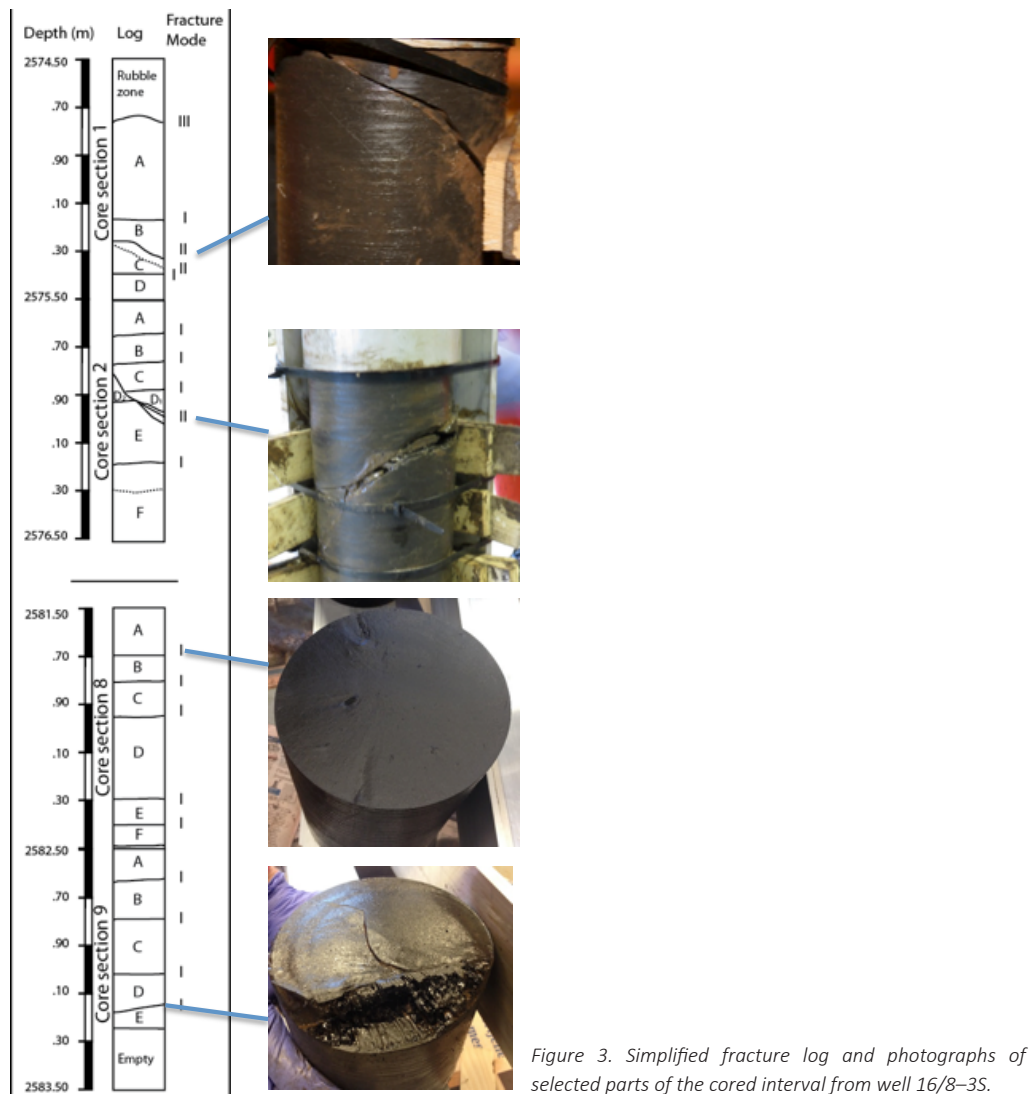 Depth (m) Log Fracture Mode
2574.50
Rubble zone
.70
III
Core section 1
.90
A
.10
I
B
.30
II
C
II
I
D
2575.50
A
I
.70
B
I
C
I
Core section 2
.90
D₁
II
E
.10
I
.30
F
2576.50
2581.50
A
I
.70
B
I
Core section 8
.90
C
I
D
.10
.30
I
E
I
F
2582.50
A
I
.70
B
I
Core section 9
.90
C
I
D
.10
I
E
.30
Empty
2583.50
Figure 3. Simplified fracture log and photographs of
selected parts of the cored interval from well 16/8–3S.